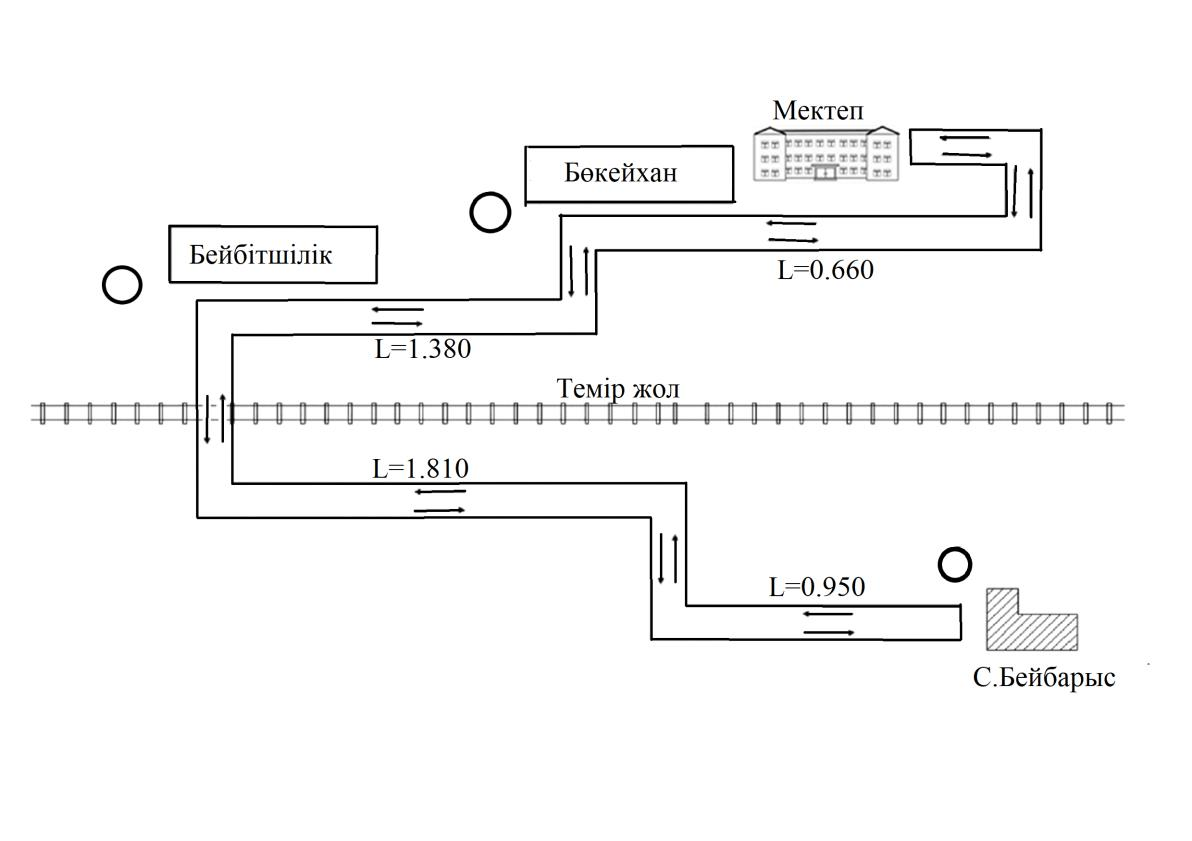 Мектеп
Бөкейхан
Бейбітшілік
L=0.660
L=1.380
Темір жол
L=1.810
L=0.950
С.Бейбарыс